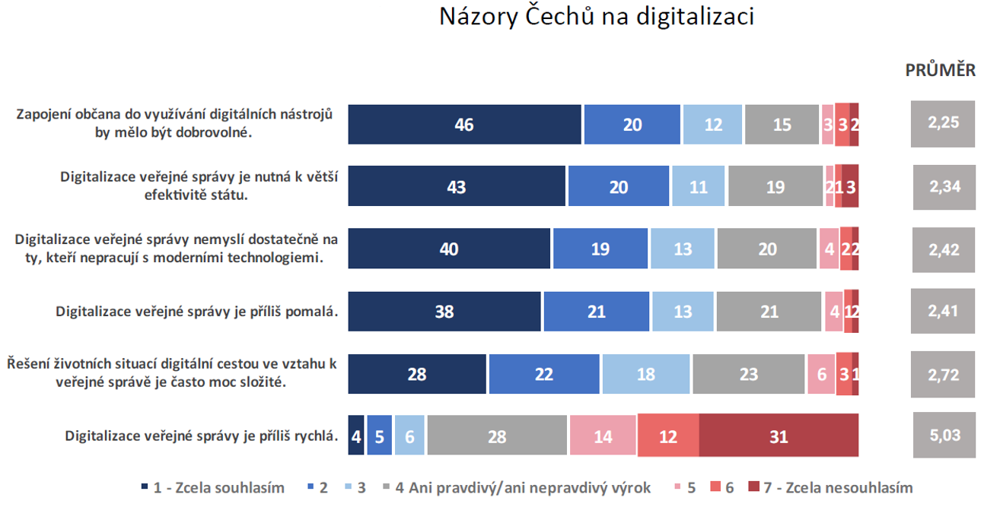 Názory Čechů na digitalizaci
PRŮMĚR
Zapojení občana do využívání digitálních nástrojů
by mělo být dobrovolné.
46 20 12 15 3 3 2 2,25
Digitalizace veřejné správy je nutná k větší
efektivitě státu.
43 20 11 19 2 1 3 2,34
Digitalizace veřejné správy nemyslí dostatečně na
ty, kteří nepracují s moderními technologiemi.
40 19 13 20 4 2 2 2,42
Digitalizace veřejné správy je příliš pomalá.
38 21 13 21 4 1 2 2,41
Řešení životních situací digitální cestou ve vztahu k
veřejné správě je často moc složité.
28 22 18 23 6 3 1 2,72
Digitalizace veřejné správy je příliš rychlá.
4 5 6 28 14 12 31 5,03
1 - Zcela souhlasím 2 3 4 Ani pravdivý/ani nepravdivý výrok 5 6 7 - Zcela nesouhlasím